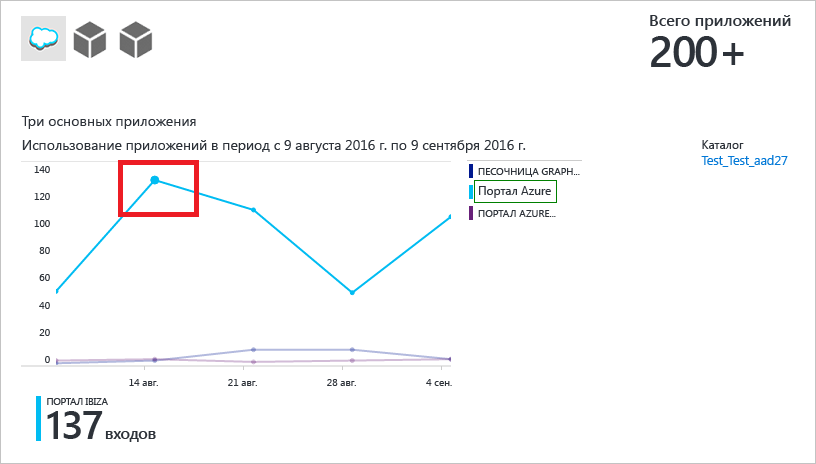 Всего приложений
200+
Три основных приложения
Использование приложений в период с 9 августа 2016 г. по 9 сентября 2016 г.
Каталог
Test_Test_aad27
140
120
100
80
60
40
20
0
14 авг.
21 авг.
28 авг.
4 сен.
ПЕСОЧНИЦА GRAPH...
Портал Azure
ПОРТАЛ AZURE...
ПОРТАЛ IBIZA
137 входов